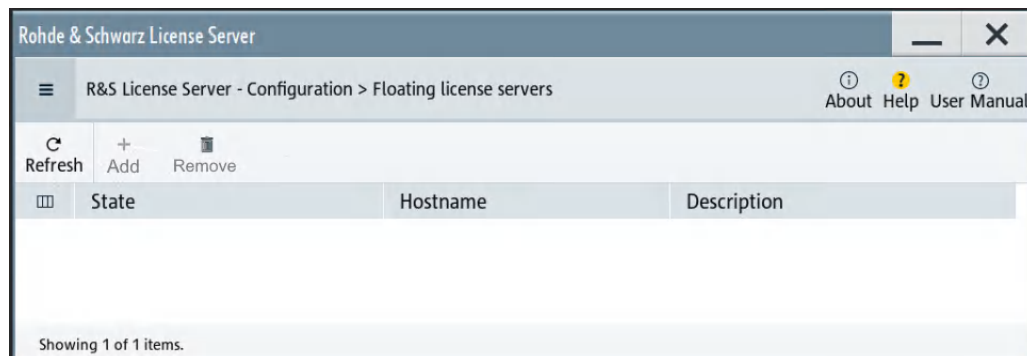 Rohde & Schwarz License Server
R&S License Server - Configuration > Floating license servers
About Help User Manual
Refresh Add Remove
State Hostname Description
Showing 1 of 1 items.